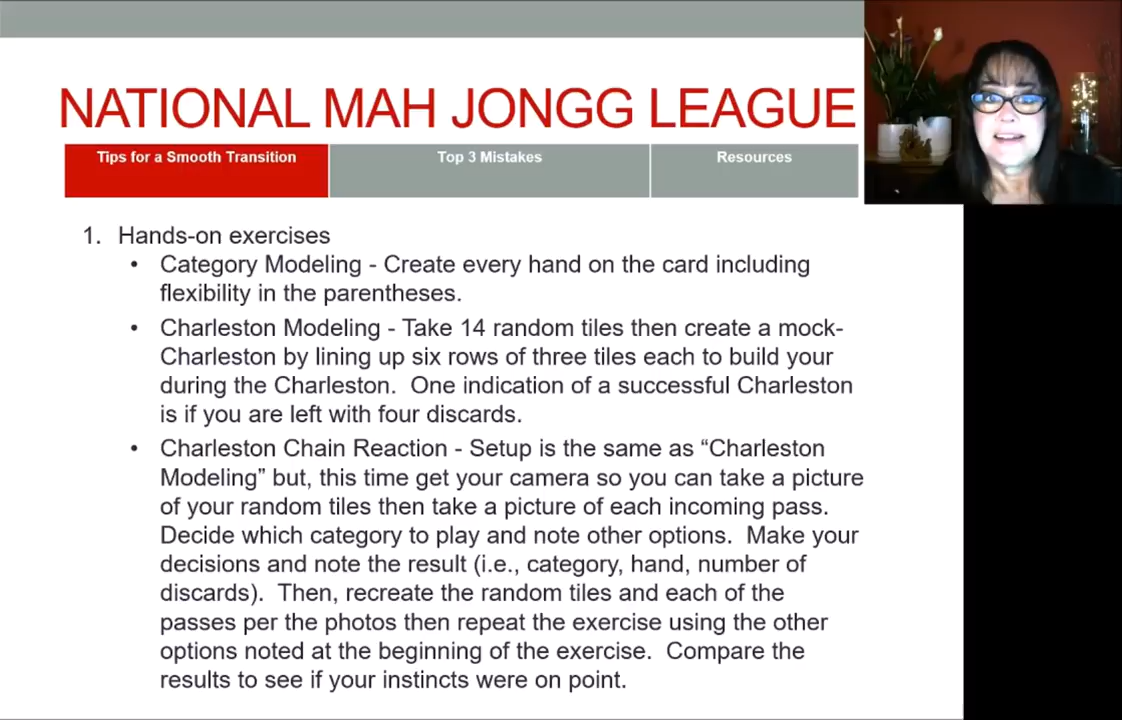 NATIONAL MAH JONGG LEAGUE
Tips for a Smooth Transition
Top 3 Mistakes
Resources
1. Hands-on exercises
• Category Modeling - Create every hand on the card including
flexibility in the parentheses.
• Charleston Modeling - Take 14 random tiles then create a mock-
Charleston by lining up six rows of three tiles each to build your
during the Charleston.  One indication of a successful Charleston
is if you are left with four discards.
• Charleston Chain Reaction - Setup is the same as “Charleston
Modeling” but, this time get your camera so you can take a picture
of your random tiles then take a picture of each incoming pass.
Decide which category to play and note other options.  Make your
decisions and note the result (i.e., category, hand, number of
discards).  Then, recreate the random tiles and each of the
passes per the photos then repeat the exercise using the other
options noted at the beginning of the exercise.  Compare the
results to see if your instincts were on point.